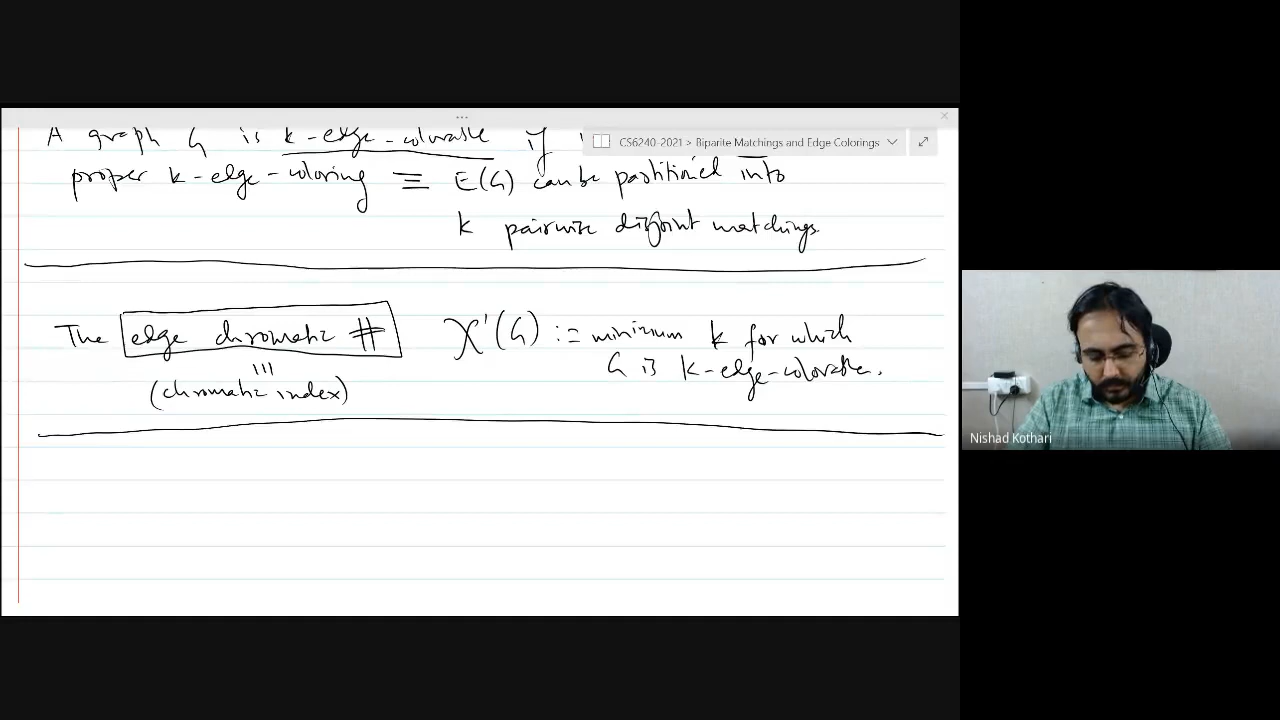 A graph G is k-edge-colorable if
CS6240-2021 > Biparite Matchings and Edge Colorings
proper k-edge-coloring ≡ E(G) can be partitioned into
k pairwise disjoint matchings.
The edge chromatic # χ'(G) := minimum k for which
G is k-edge-colorable.
≡
(chromatic index)
Nishad Kothari